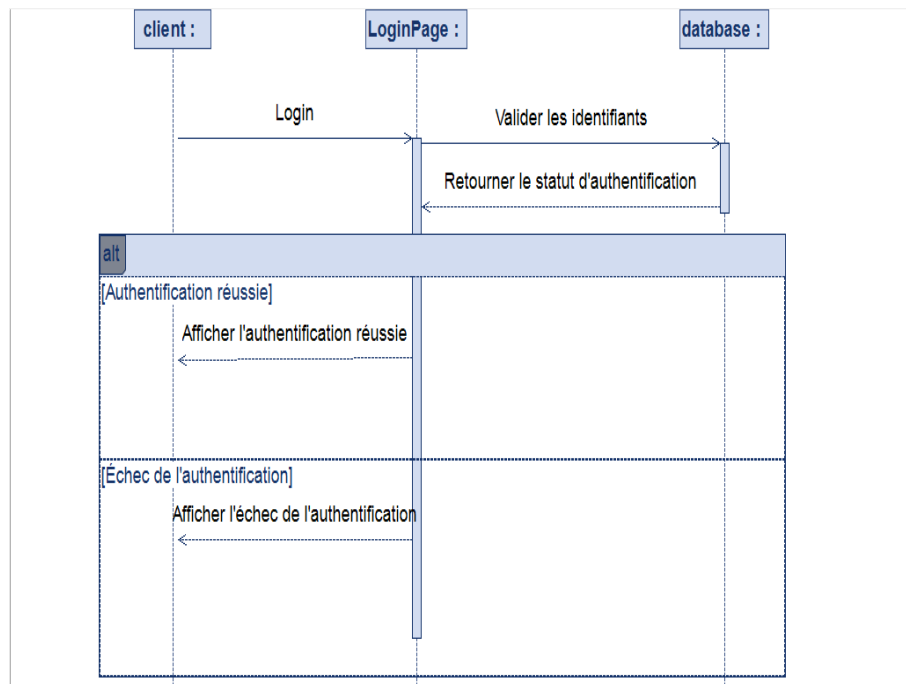 client :
LoginPage :
database :
Login
Valider les identifiants
Retourner le statut d'authentification
alt
[Authentification réussie]
Afficher l'authentification réussie
[Échec de l'authentification]
Afficher l'échec de l'authentification